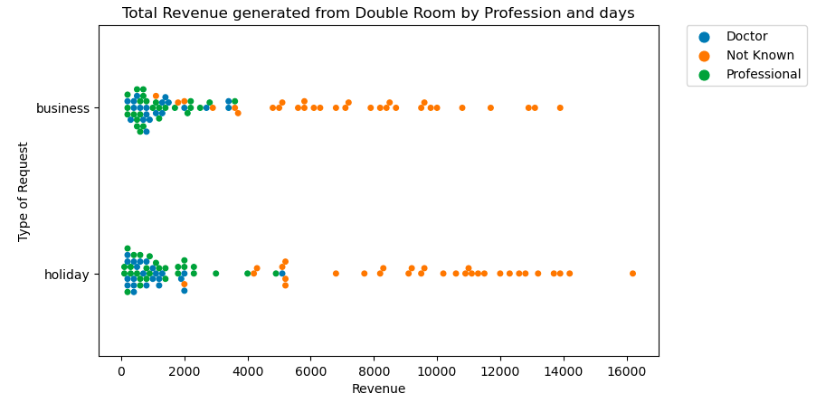 Total Revenue generated from Double Room by Profession and days
Doctor
Not Known
Professional
business
holiday
Type of Request
0 2000 4000 6000 8000 10000 12000 14000 16000
Revenue